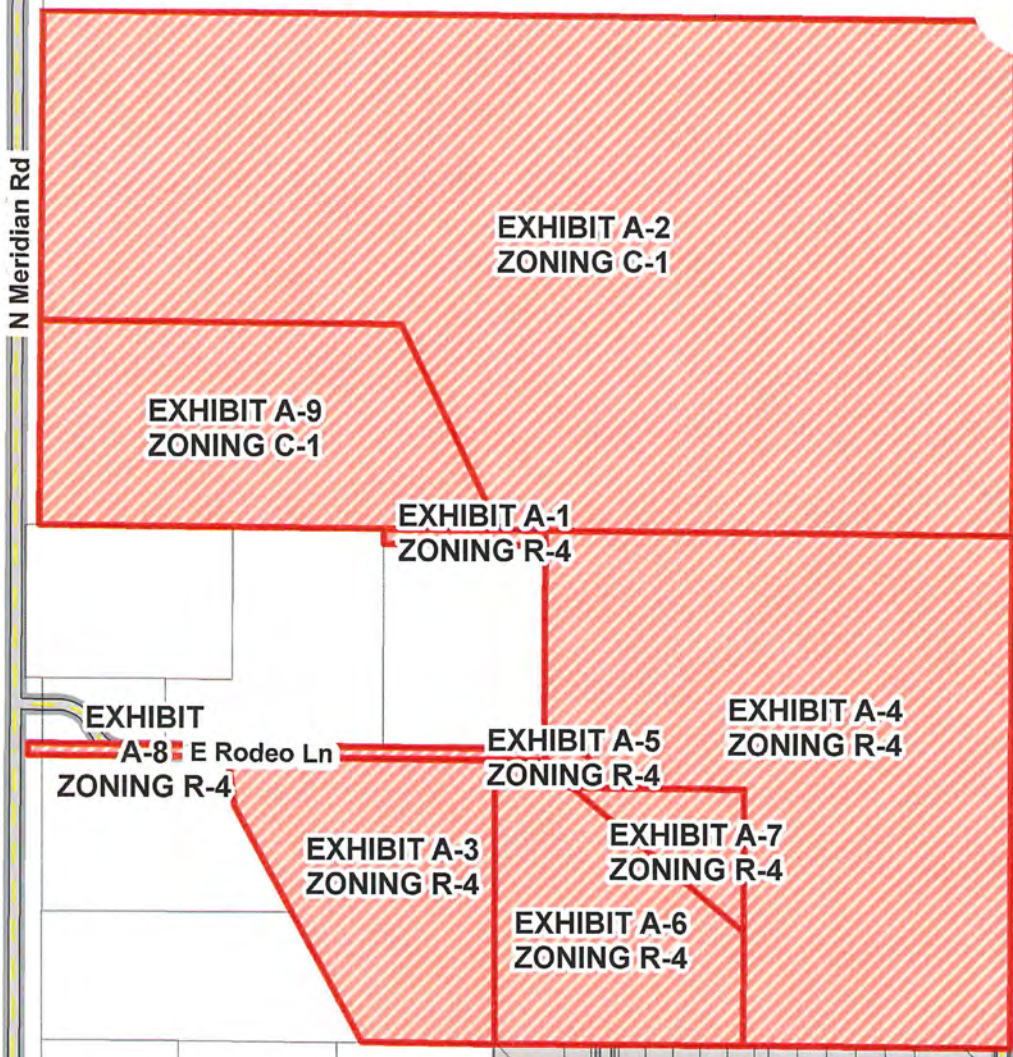 N Meridian Rd
EXHIBIT A-2
ZONING C-1
EXHIBIT A-9
ZONING C-1
EXHIBIT A-1
ZONING R-4
EXHIBIT
A-8
ZONING R-4
E Rodeo Ln
EXHIBIT A-5
ZONING R-4
EXHIBIT A-4
ZONING R-4
EXHIBIT A-3
ZONING R-4
EXHIBIT A-7
ZONING R-4
EXHIBIT A-6
ZONING R-4